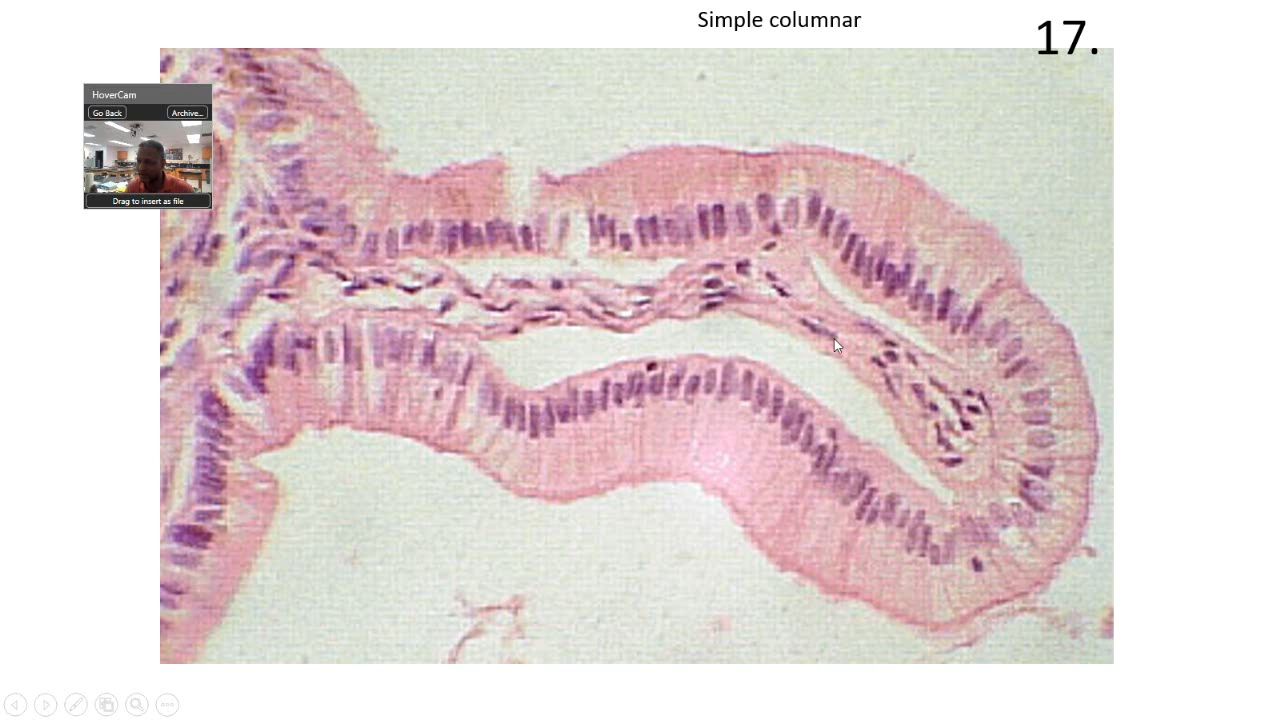 Simple columnar
17.
HoverCam
Go Back
Archive...
Drag to insert as file